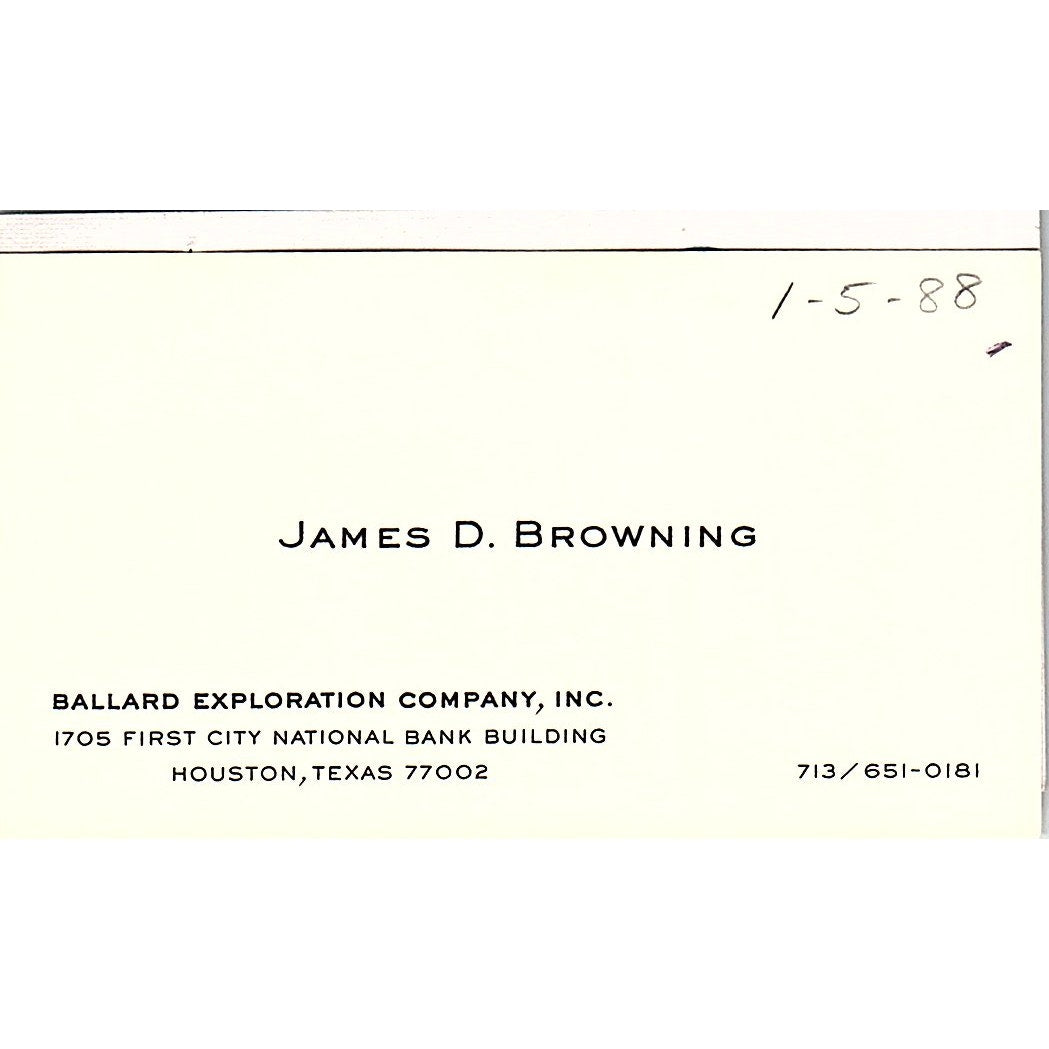 1-5-88
JAMES D. BROWNING
BALLARD EXPLORATION COMPANY, INC.
1705 FIRST CITY NATIONAL BANK BUILDING
HOUSTON, TEXAS 77002
713/651-0181